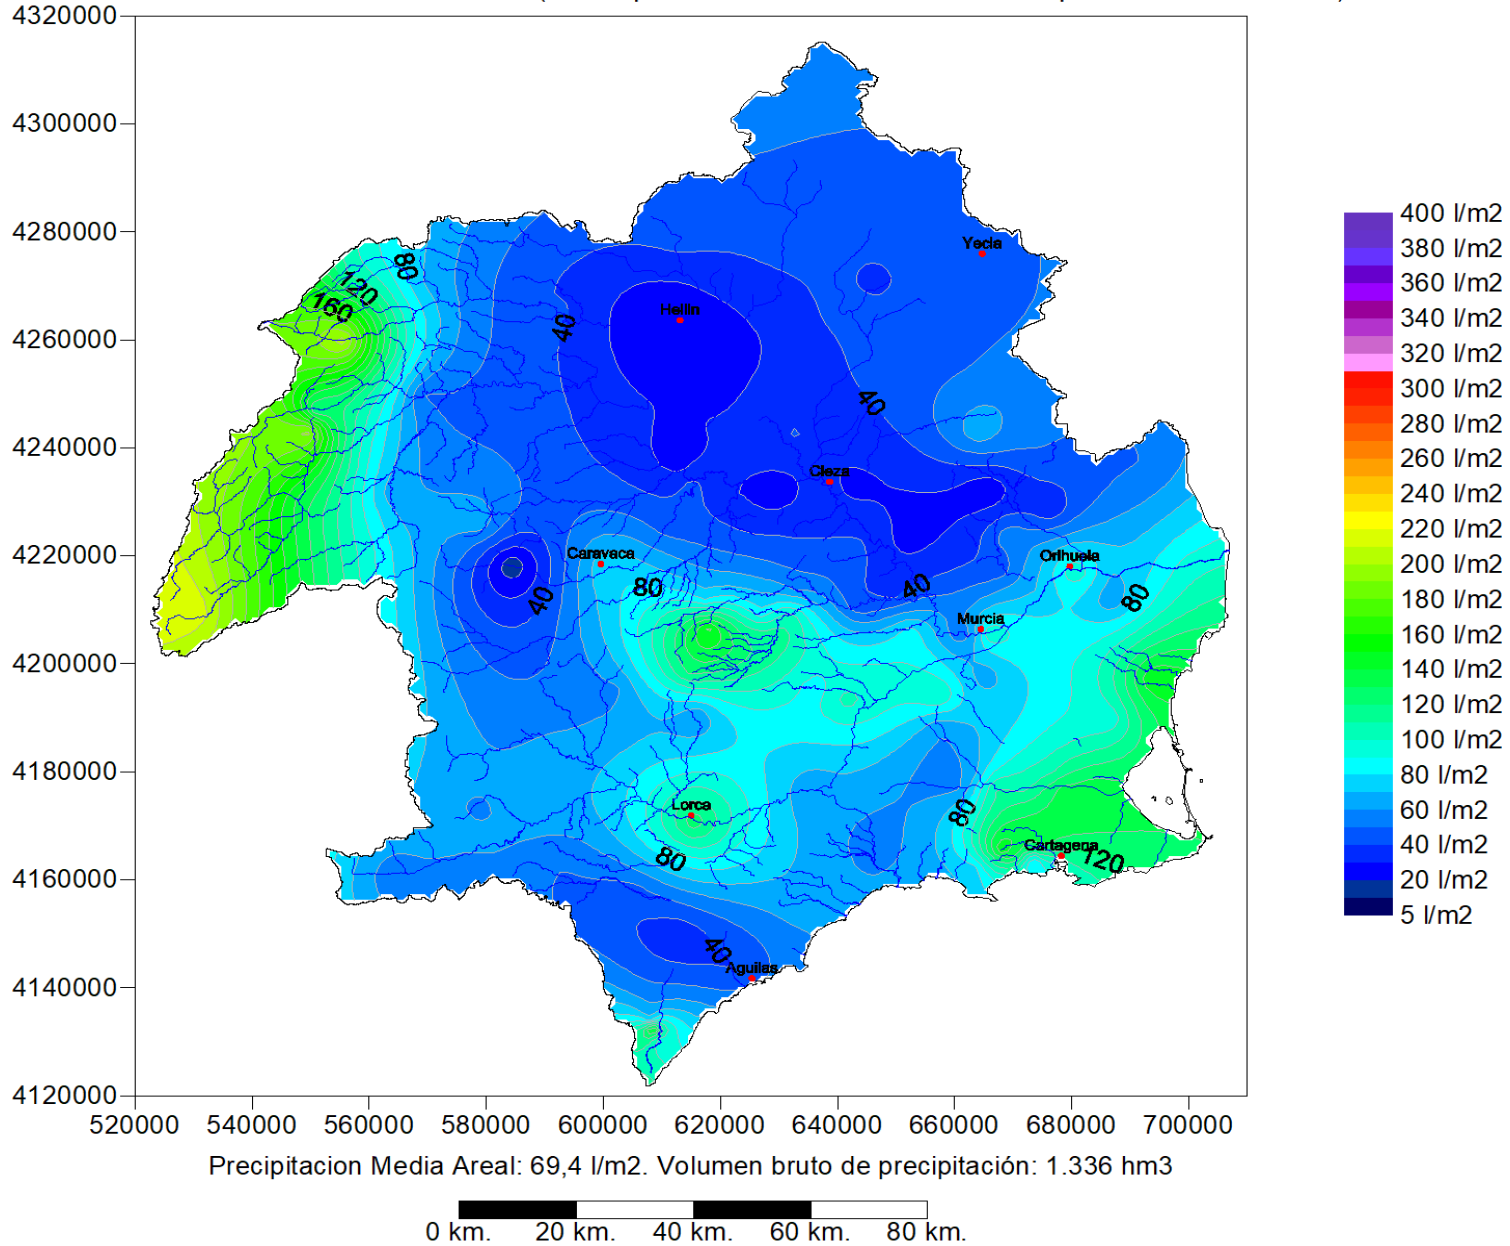 4320000
4300000
4280000
4260000
4240000
4220000
4200000
4180000
4160000
4140000
4120000
520000 540000 560000 580000 600000 620000 640000 660000 680000 700000
Yecla
80
120
160
Hellin
40
40
Cieza
Caravaca
Orihuela
80
40
40
80
Murcia
Lorca
80
80
Cartagena
120
40
Aguilas
400 l/m2
380 l/m2
360 l/m2
340 l/m2
320 l/m2
300 l/m2
280 l/m2
260 l/m2
240 l/m2
220 l/m2
200 l/m2
180 l/m2
160 l/m2
140 l/m2
120 l/m2
100 l/m2
80 l/m2
60 l/m2
40 l/m2
20 l/m2
5 l/m2
Precipitacion Media Areal: 69,4 l/m2. Volumen bruto de precipitación: 1.336 hm3
0 km. 20 km. 40 km. 60 km. 80 km.